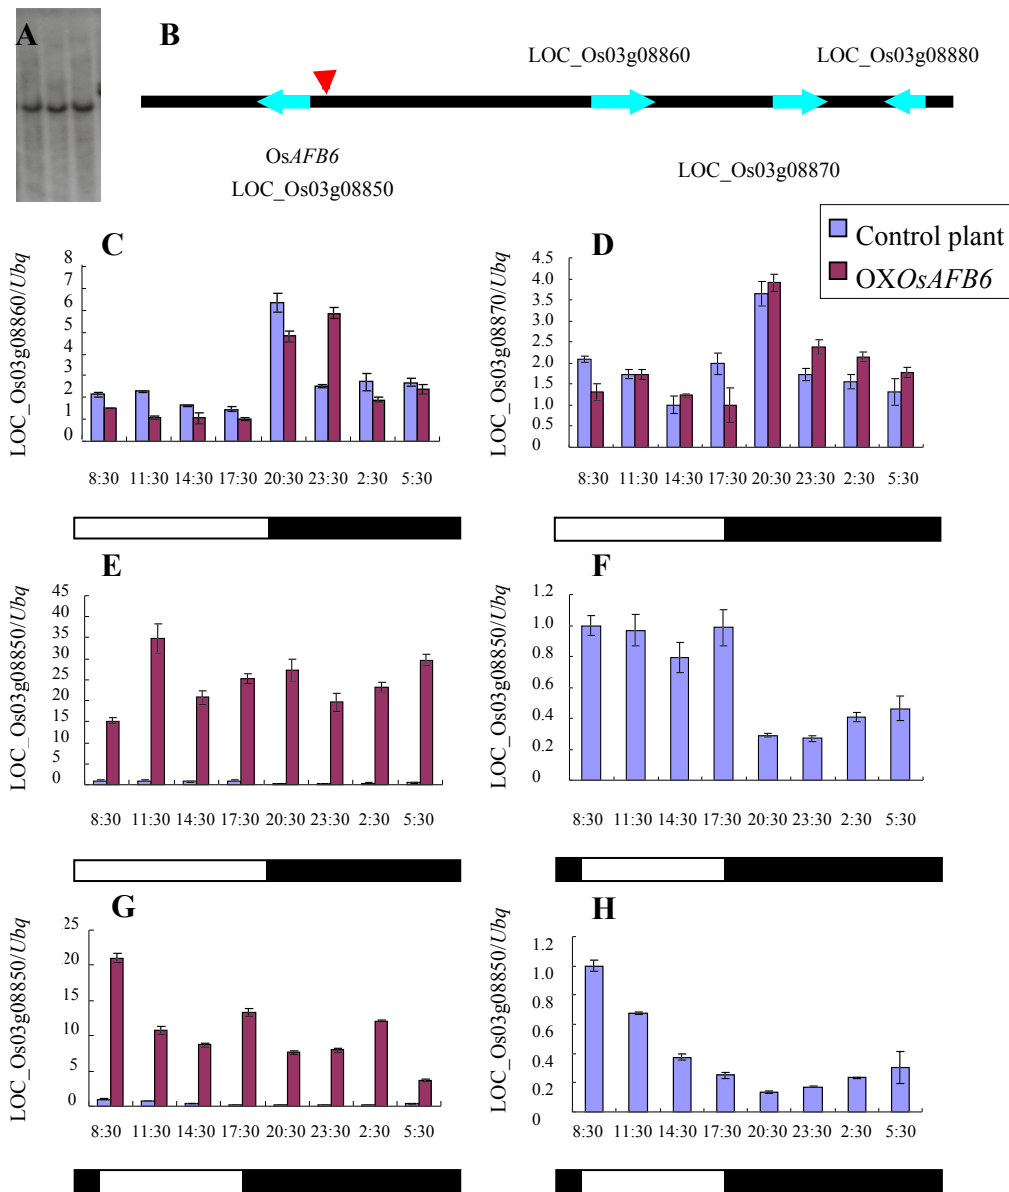 A
B
LOC_Os03g08860
LOC_Os03g08880
OsAFB6
LOC_Os03g08850
LOC_Os03g08870
Control plant
OXOsAFB6
C
LOC_Os03g08860/Ubq
8
7
6
5
4
3
2
1
0
8:30 11:30 14:30 17:30 20:30 23:30 2:30 5:30
D
LOC_Os03g08870/Ubq
4.5
4.0
3.5
3.0
2.5
2.0
1.5
1.0
0.5
0.0
8:30 11:30 14:30 17:30 20:30 23:30 2:30 5:30
E
LOC_Os03g08850/Ubq
45
40
35
30
25
20
15
10
5
0
8:30 11:30 14:30 17:30 20:30 23:30 2:30 5:30
F
LOC_Os03g08850/Ubq
1.2
1.0
0.8
0.6
0.4
0.2
0
8:30 11:30 14:30 17:30 20:30 23:30 2:30 5:30
G
LOC_Os03g08850/Ubq
25
20
15
10
5
0
8:30 11:30 14:30 17:30 20:30 23:30 2:30 5:30
H
LOC_Os03g08850/Ubq
1.2
1.0
0.8
0.6
0.4
0.2
0
8:30 11:30 14:30 17:30 20:30 23:30 2:30 5:30